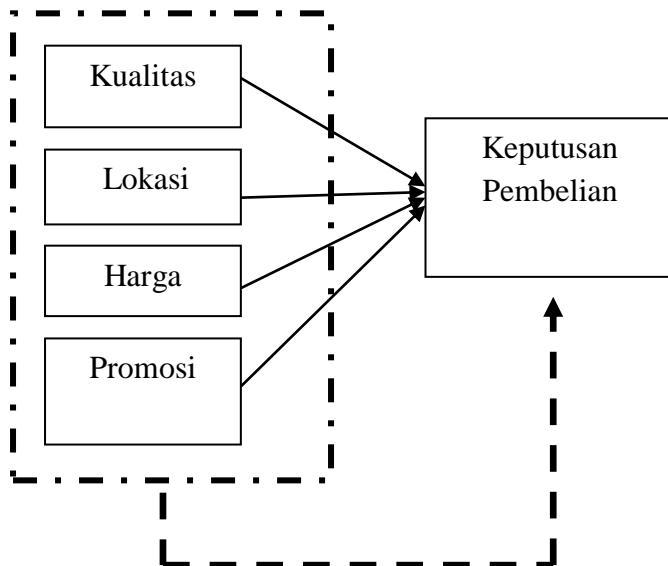 Kualitas
Lokasi
Harga
Promosi
Keputusan
Pembelian